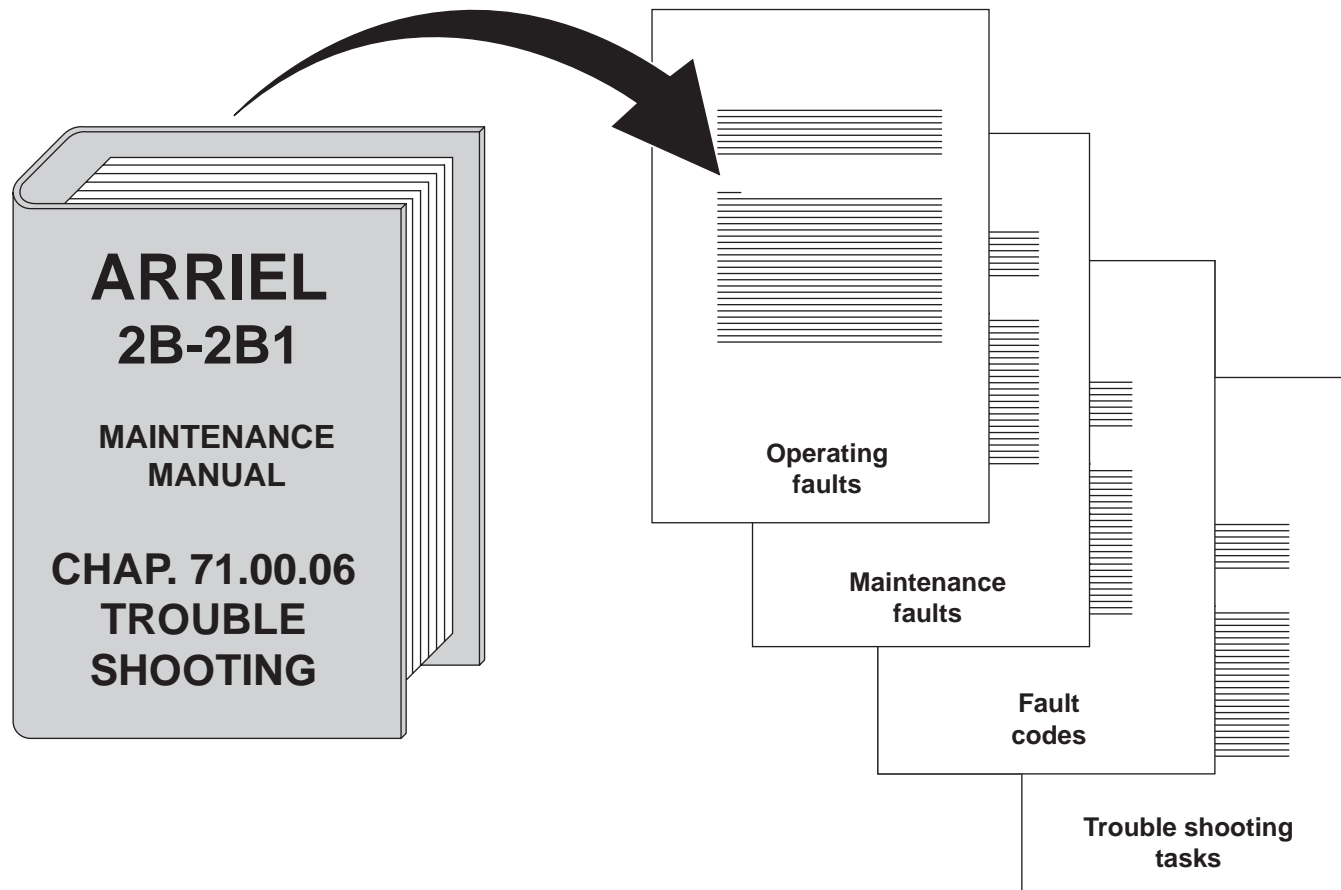 ARRIEL
2B-2B1
MAINTENANCE
MANUAL
CHAP. 71.00.06
TROUBLE
SHOOTING
Operating
faults
Maintenance
faults
Fault
codes
Trouble shooting
tasks